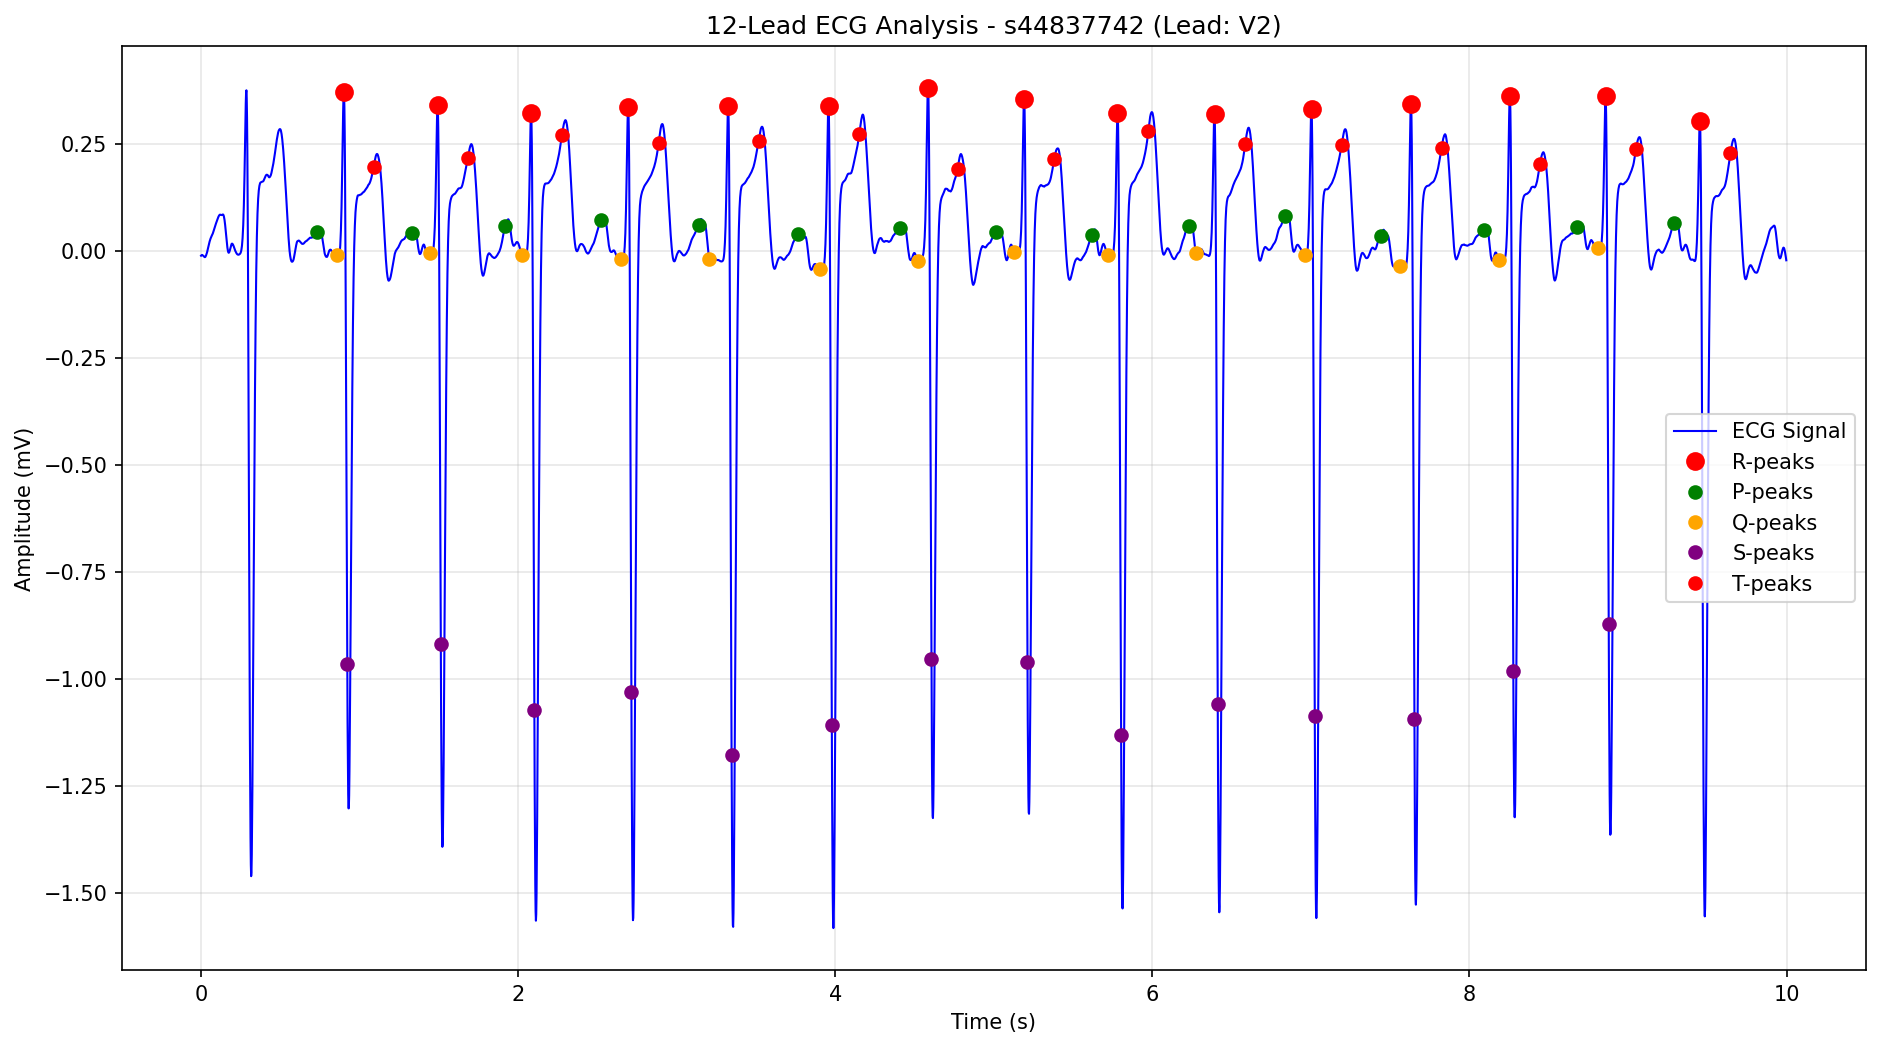 12-Lead ECG Analysis - s44837742 (Lead: V2)
Amplitude (mV)
0.25
0.00
−0.25
−0.50
−0.75
−1.00
−1.25
−1.50
ECG Signal
R-peaks
P-peaks
Q-peaks
S-peaks
T-peaks
0 2 4 6 8 10
Time (s)